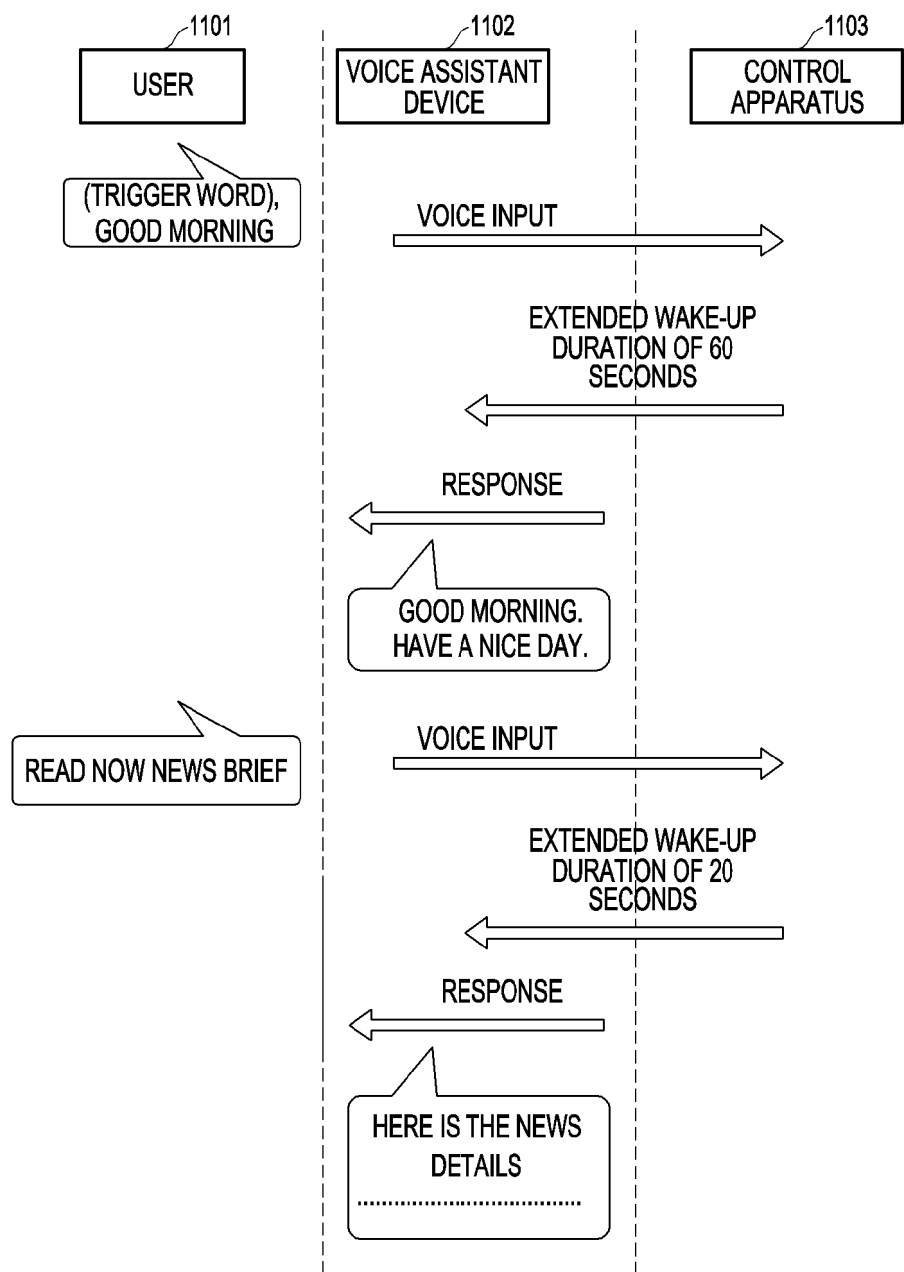 1101
1102
1103
USER
VOICE ASSISTANT
DEVICE
CONTROL
APPARATUS
(TRIGGER WORD),
GOOD MORNING
VOICE INPUT
EXTENDED WAKE-UP
DURATION OF 60
SECONDS
RESPONSE
GOOD MORNING.
HAVE A NICE DAY.
READ NOW NEWS BRIEF
VOICE INPUT
EXTENDED WAKE-UP
DURATION OF 20
SECONDS
RESPONSE
HERE IS THE NEWS
DETAILS
..................................